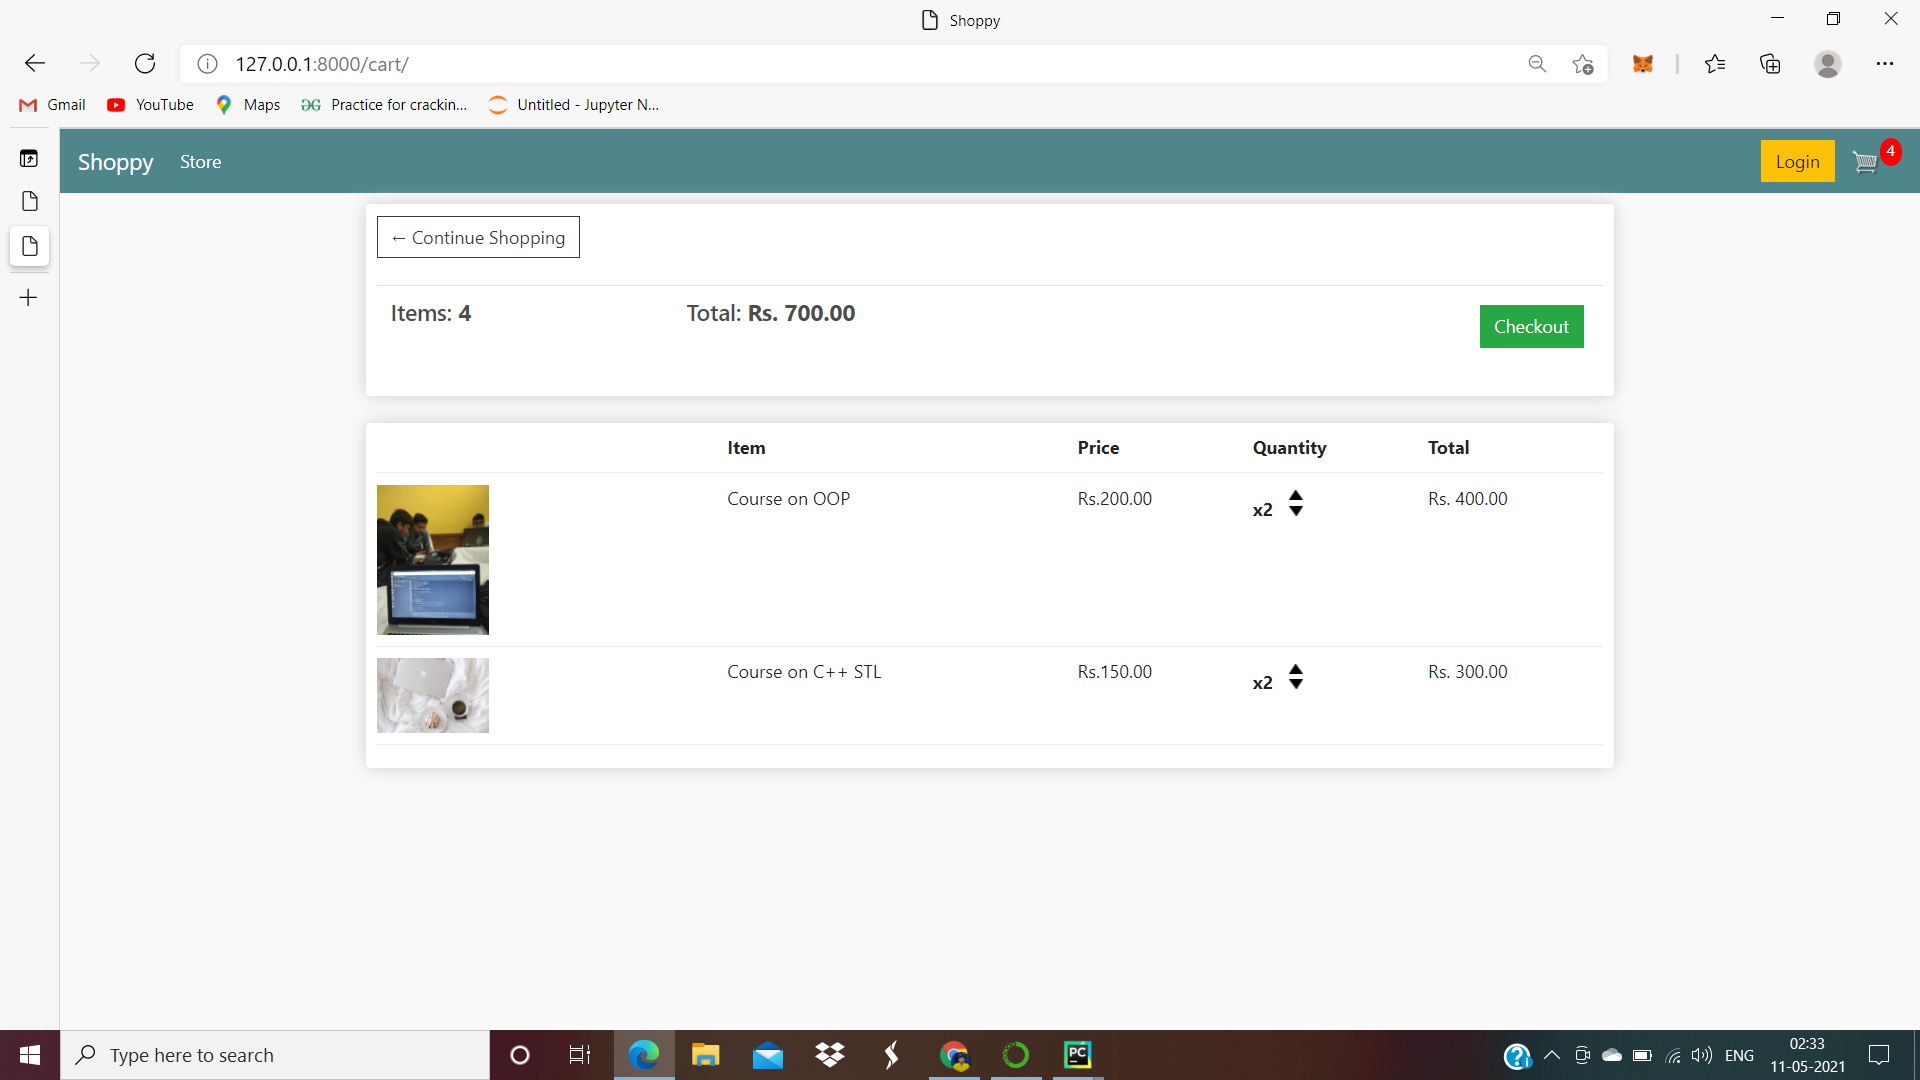 Shoppy
127.0.0.1:8000/cart/
Gmail YouTube Maps Practice for crackin... Untitled - Jupyter N...
Shoppy Store Login 4
← Continue Shopping
Items: 4 Total: Rs. 700.00 Checkout
Item Price Quantity Total
Course on OOP Rs.200.00 x2 Rs. 400.00
Course on C++ STL Rs.150.00 x2 Rs. 300.00
Type here to search PC ENG 02:33
11-05-2021